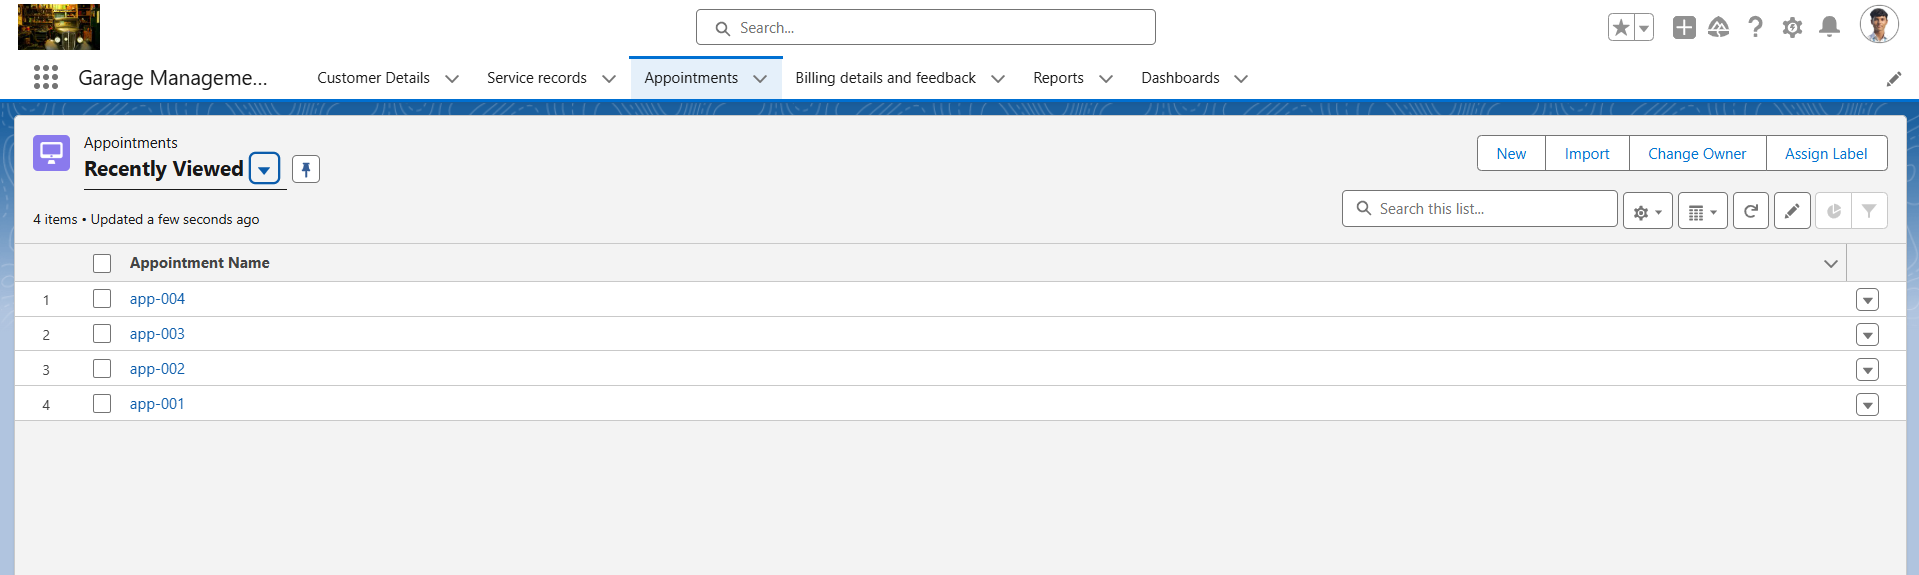 Search...
Garage Manageme...
Customer Details
Service records
Appointments
Billing details and feedback
Reports
Dashboards
Appointments
Recently Viewed
New
Import
Change Owner
Assign Label
4 items • Updated a few seconds ago
Search this list...
Appointment Name
1 app-004
2 app-003
3 app-002
4 app-001